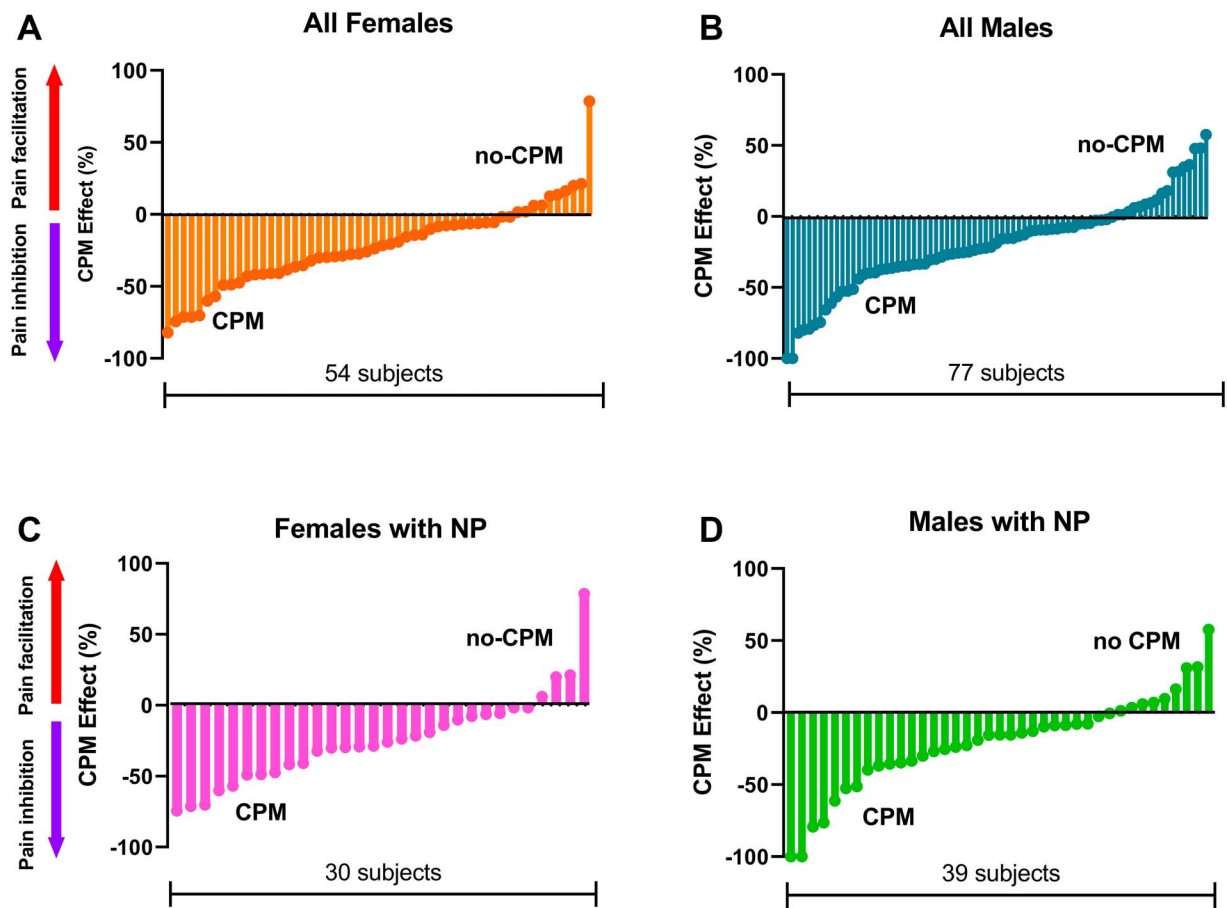 A
All Females
Pain facilitation
Pain inhibition
CPM Effect (%)
100
50
0
-50
-100
no-CPM
CPM
54 subjects
B
All Males
CPM Effect (%)
100
50
0
-50
-100
no-CPM
CPM
77 subjects
C
Females with NP
Pain facilitation
Pain inhibition
CPM Effect (%)
100
50
0
-50
-100
no-CPM
CPM
30 subjects
D
Males with NP
CPM Effect (%)
100
50
0
-50
-100
no CPM
CPM
39 subjects